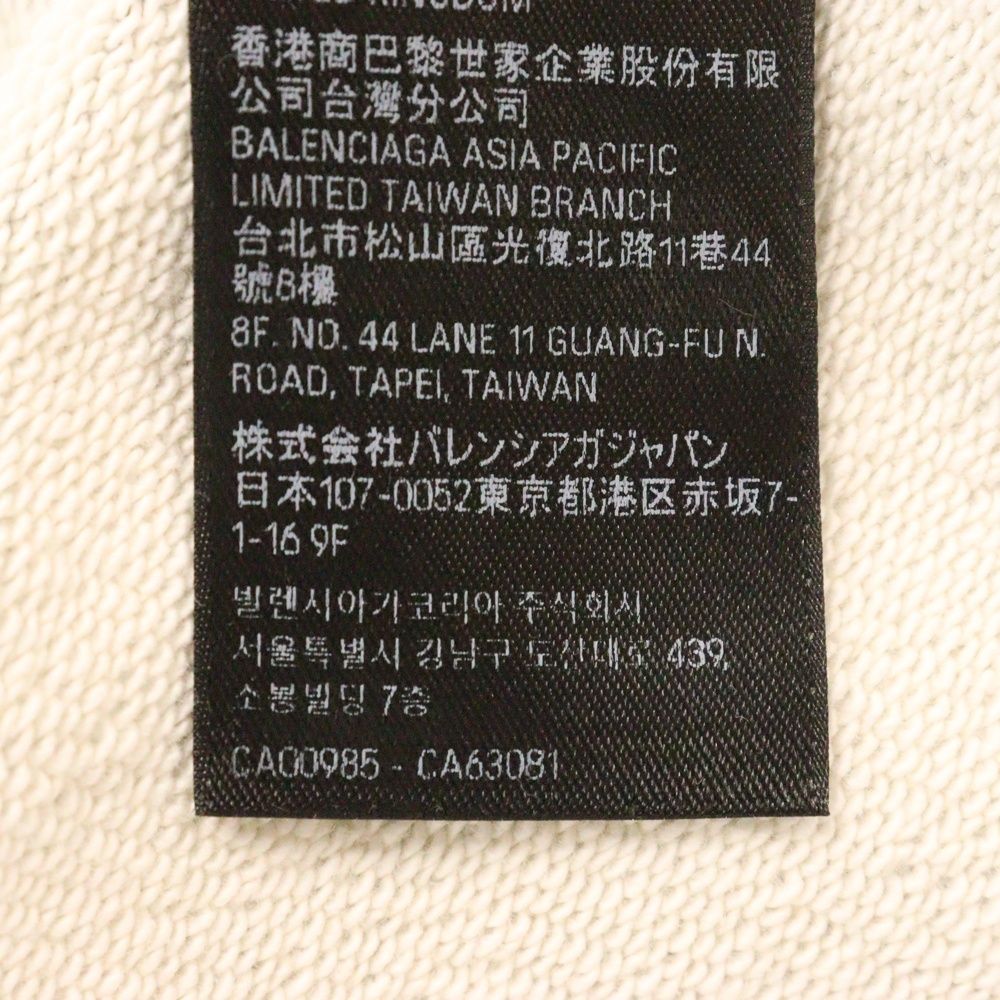 KINGDOM
香港商巴黎世家企業股份有限
公司台灣分公司
BALENCIAGA ASIA PACIFIC
LIMITED TAIWAN BRANCH
台北市松山區光復北路11巷44
號8樓
8F. NO. 44 LANE 11 GUANG-FU N.
ROAD, TAPEI, TAIWAN
株式会社バレンシアガジャパン
日本107-0052東京都港区赤坂7-
1-16 9F
발렌시아가코리아 주식회사
서울특별시 강남구 도산대로 439,
소봉빌딩 7층
CA00985 - CA63081